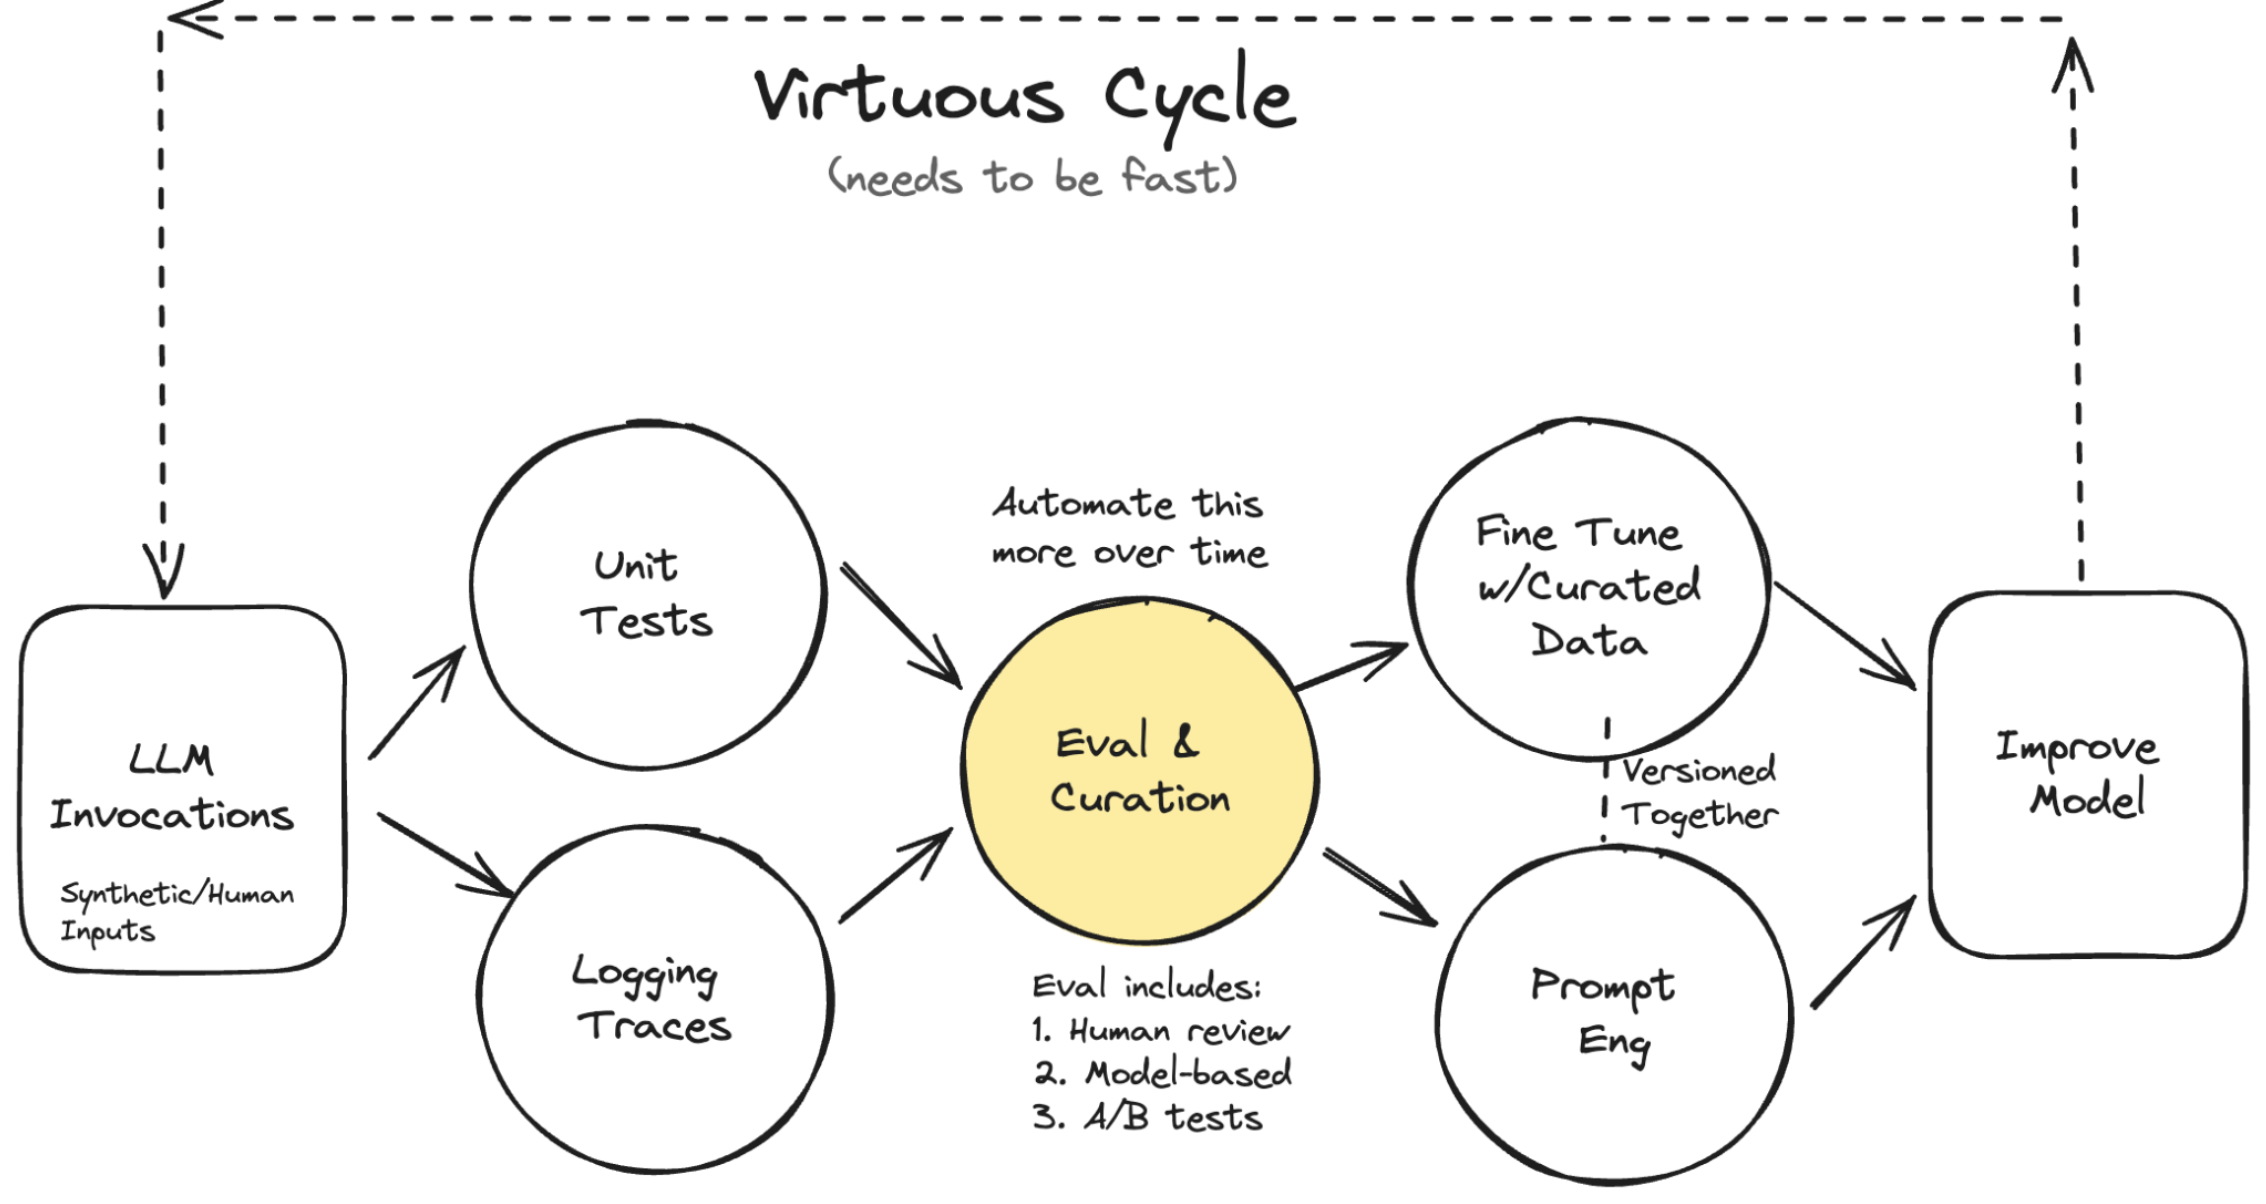 Virtuous Cycle
(needs to be fast)
LLM
Invocations
Synthetic/Human
Inputs
Unit
Tests
Logging
Traces
Automate this
more over time
Eval &
Curation
Eval includes:
1. Human review
2. Model-based
3. A/B tests
Fine Tune
w/Curated
Data
Versioned
Together
Prompt
Eng
Improve
Model